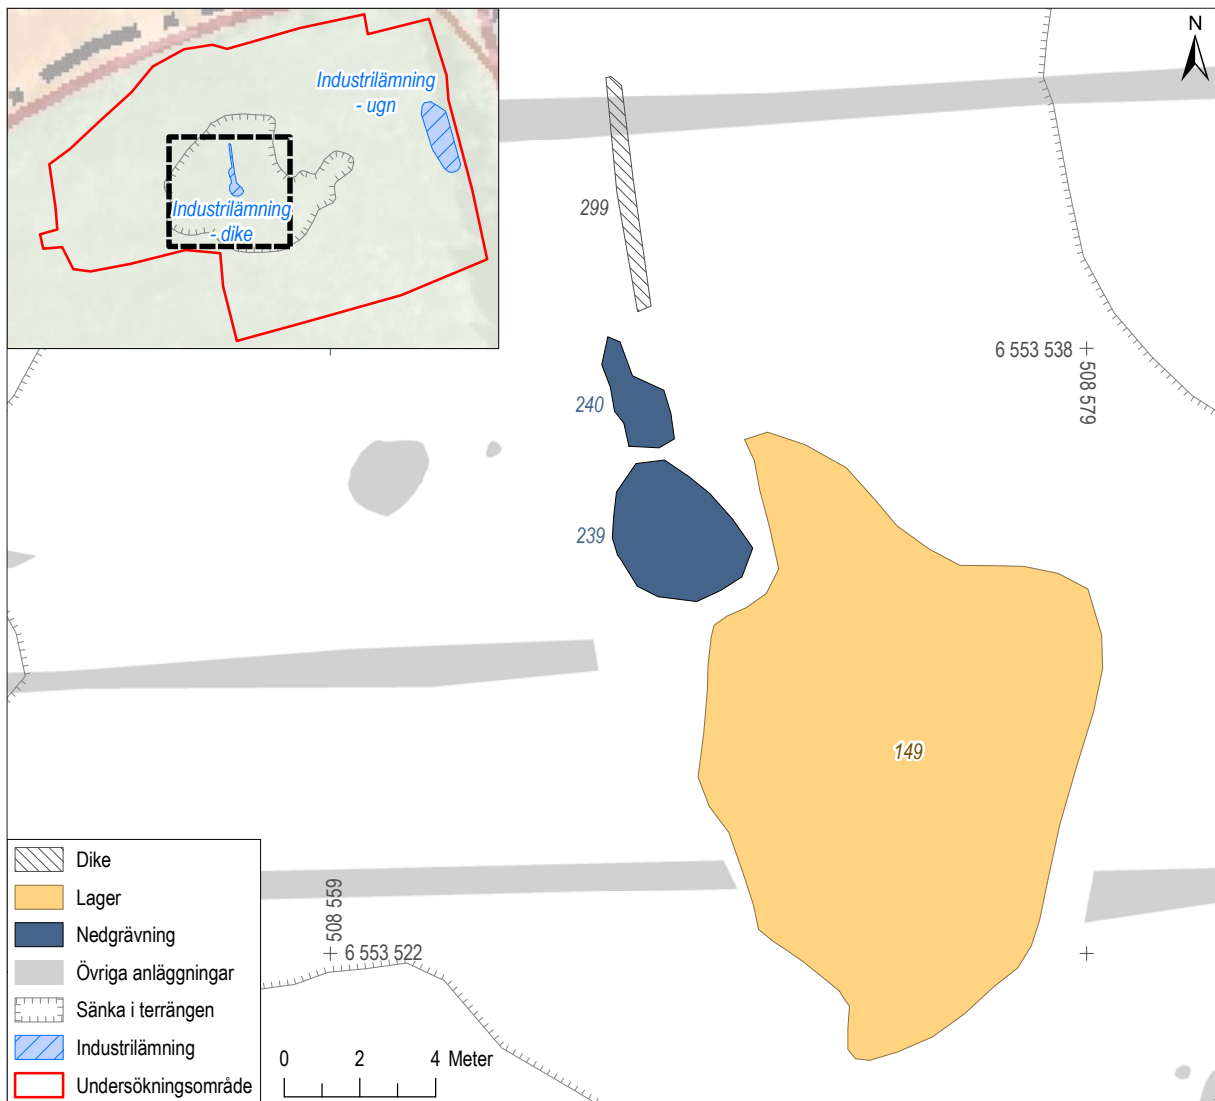 Industrilämning
- ugn
Industrilämning
- dike
N
299
6 553 538
508 579
240
239
149
508 559
6 553 522
Dike
Lager
Nedgrävning
Övriga anläggningar
Sänka i terrängen
Industrilämning
Undersökningsområde
0 2 4 Meter